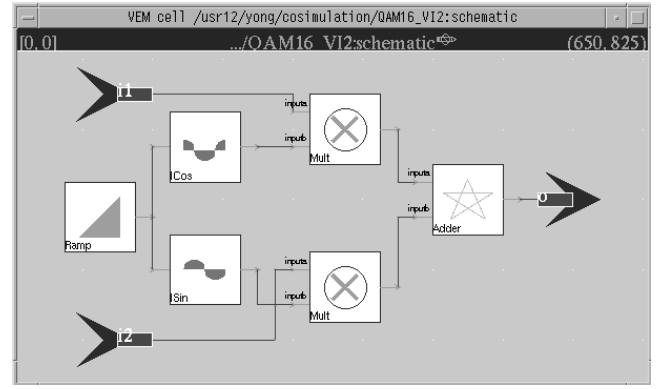 VEM cell /usr12/yong/cosimulation/QAM16_VI2:schematic
[0, 0] .../QAM16_VI2:schematic (650, 825)
i1
inputa
inputb
Mult
ICos
inputa
inputb
Adder
o
Ramp
ISin
inputa
inputb
Mult
i2